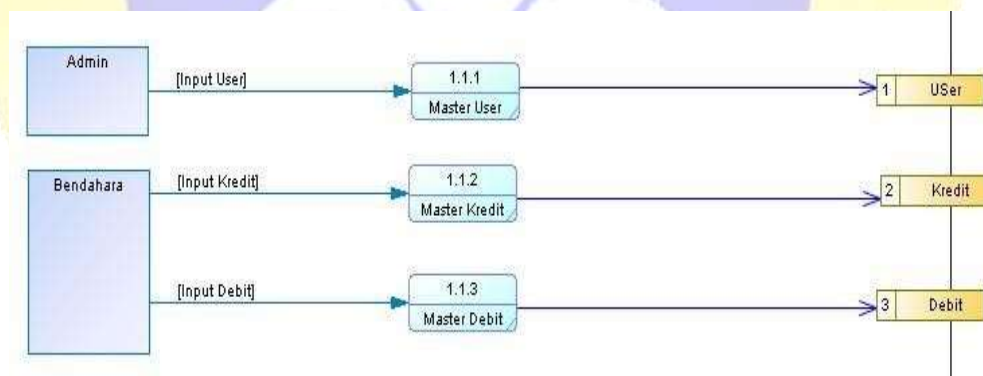 Admin
[Input User]
1.1.1
Master User
1 USer
Bendahara
[Input Kredit]
1.1.2
Master Kredit
2 Kredit
[Input Debit]
1.1.3
Master Debit
3 Debit